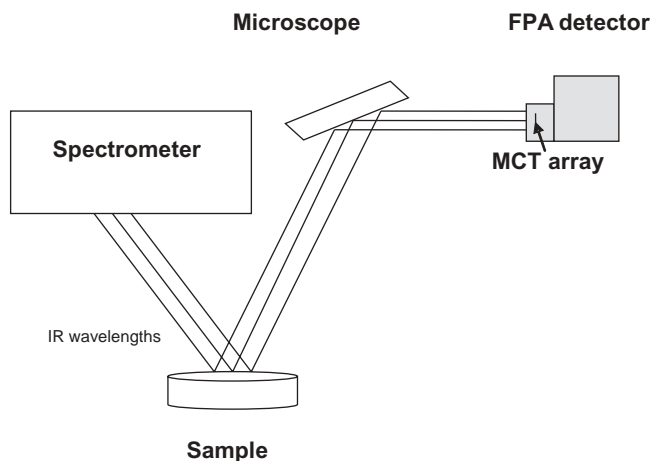 Microscope
FPA detector
Spectrometer
MCT array
IR wavelengths
Sample